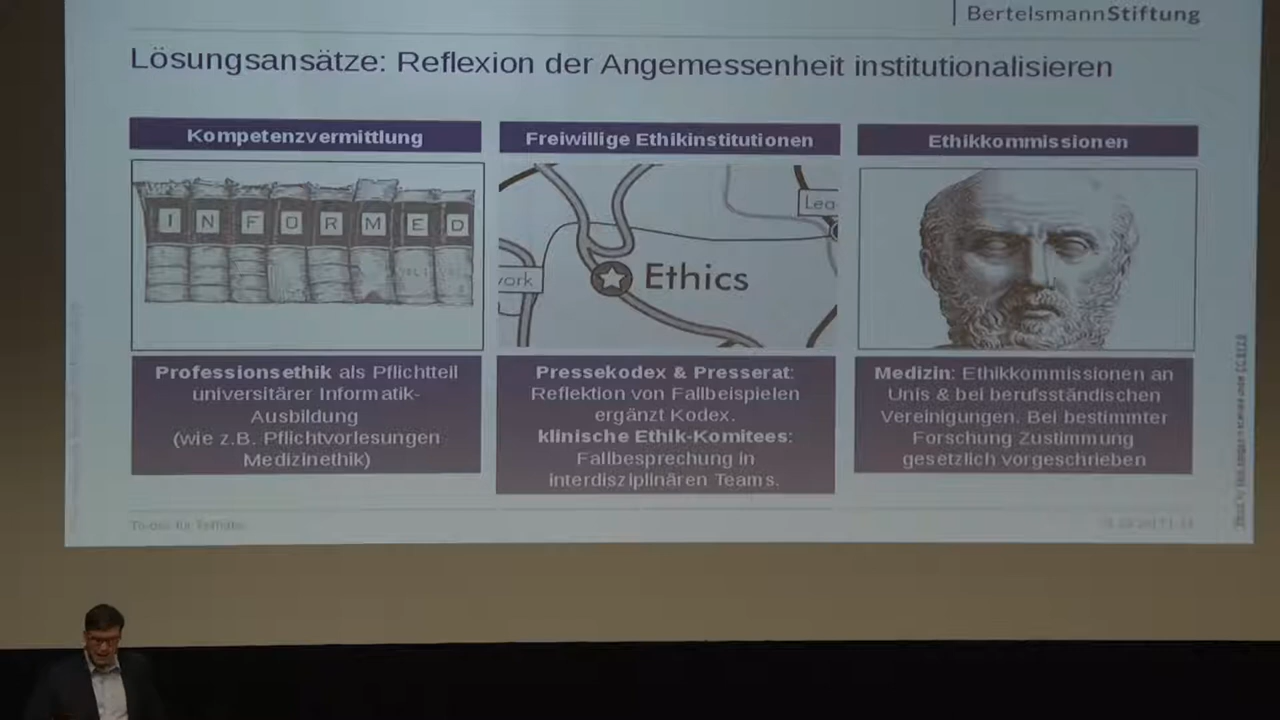 BertelsmannStiftung
Lösungsansätze: Reflexion der Angemessenheit institutionalisieren
Kompetenzvermittlung
INFORMED
Professionsethik als Pflichtteil
universitärer Informatik-
Ausbildung
(wie z.B. Pflichtvorlesungen
Medizinethik)
Freiwillige Ethikinstitutionen
Lea
work
Ethics
Pressekodex & Presserat:
Reflektion von Fallbeispielen
ergänzt Kodex.
klinische Ethik-Komitees:
Fallbesprechung in
interdisziplinären Teams.
Ethikkommissionen
Medizin: Ethikkommissionen an
Unis & bei berufsständischen
Vereinigungen. Bei bestimmter
Forschung Zustimmung
gesetzlich vorgeschrieben